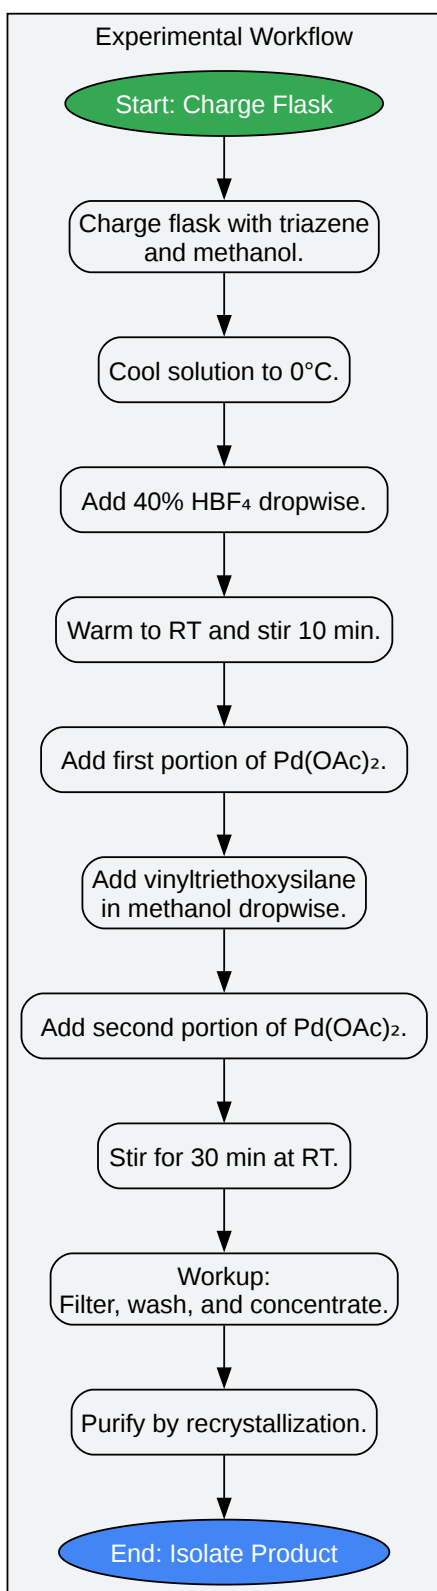 Experimental Workflow
Start: Charge Flask
Charge flask with triazene
and methanol.
Cool solution to 0°C.
Add 40% HBF₄ dropwise.
Warm to RT and stir 10 min.
Add first portion of Pd(OAc)₂.
Add vinyltriethoxysilane
in methanol dropwise.
Add second portion of Pd(OAc)₂.
Stir for 30 min at RT.
Workup:
Filter, wash, and concentrate.
Purify by recrystallization.
End: Isolate Product